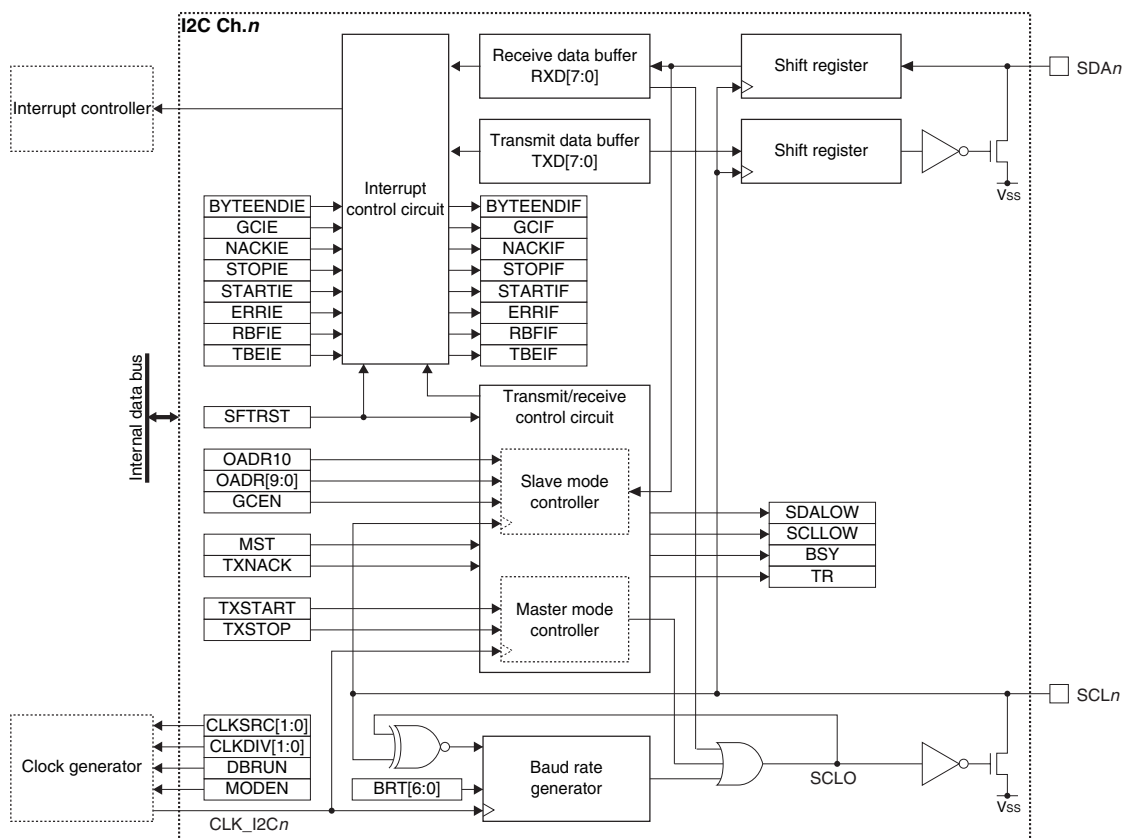 I2C Ch.n
Interrupt controller
Interrupt
control circuit
Receive data buffer
RXD[7:0]
Shift register
SDAn
Transmit data buffer
TXD[7:0]
Shift register
VSS
BYTEENDIE
GCIE
NACKIE
STOPIE
STARTIE
ERRIE
RBFIE
TBEIE
BYTEENDIF
GCIF
NACKIF
STOPIF
STARTIF
ERRIF
RBFIF
TBEIF
Internal data bus
SFTRST
Transmit/receive
control circuit
OADR10
OADR[9:0]
GCEN
Slave mode
controller
MST
TXNACK
SDALOW
SCLLOW
BSY
TR
TXSTART
TXSTOP
Master mode
controller
SCLn
Clock generator
CLKSRC[1:0]
CLKDIV[1:0]
DBRUN
MODEN
BRT[6:0]
Baud rate
generator
SCLO
VSS
CLK_I2Cn